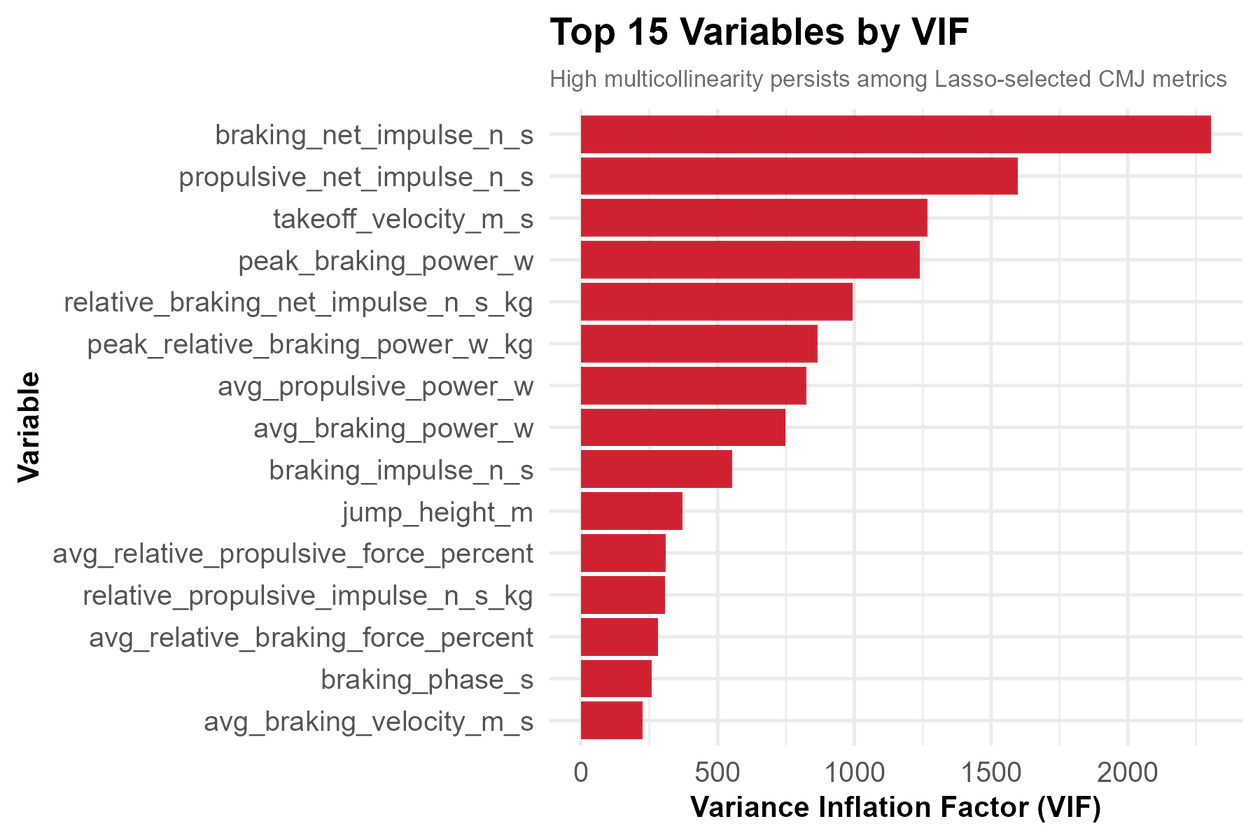 Top 15 Variables by VIF
High multicollinearity persists among Lasso-selected CMJ metrics
Variable
braking_net_impulse_n_s
propulsive_net_impulse_n_s
takeoff_velocity_m_s
peak_braking_power_w
relative_braking_net_impulse_n_s_kg
peak_relative_braking_power_w_kg
avg_propulsive_power_w
avg_braking_power_w
braking_impulse_n_s
jump_height_m
avg_relative_propulsive_force_percent
relative_propulsive_impulse_n_s_kg
avg_relative_braking_force_percent
braking_phase_s
avg_braking_velocity_m_s
0 500 1000 1500 2000
Variance Inflation Factor (VIF)